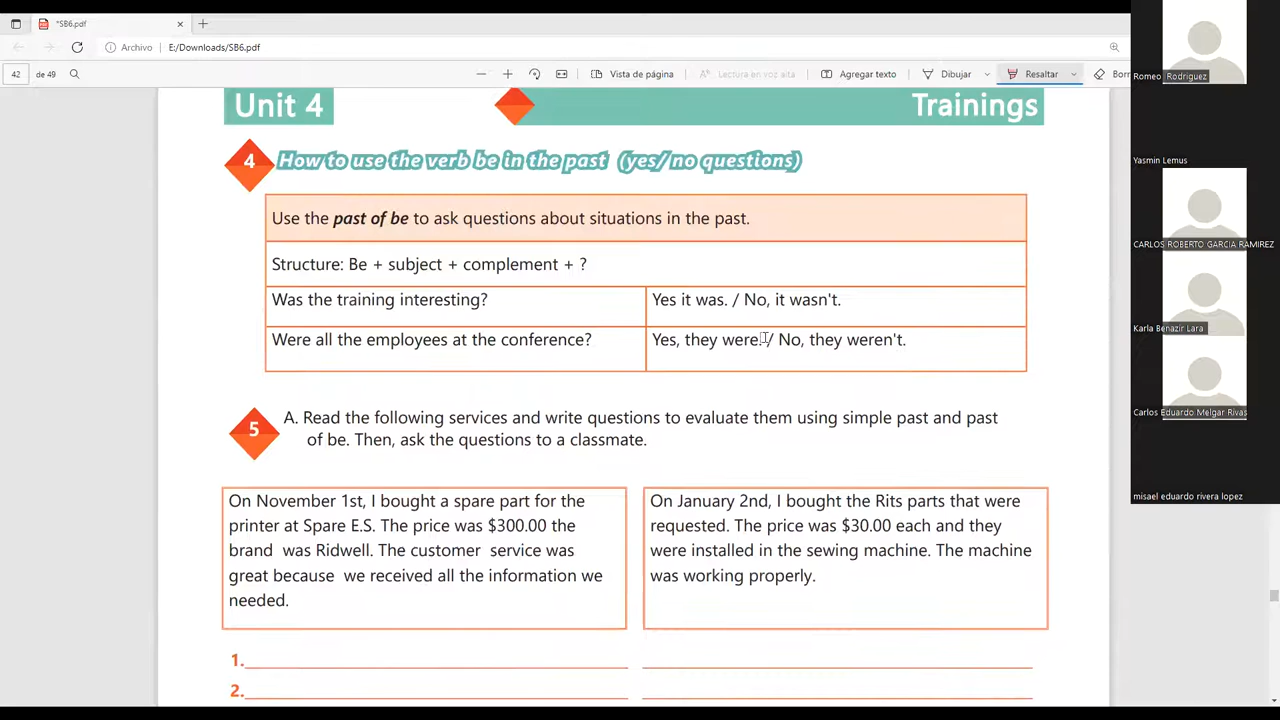 *SB6.pdf
Archivo | E:/Downloads/SB6.pdf
42 de 49
Vista de página
Lectura en voz alta
Agregar texto
Dibujar
Resaltar
Borr
Unit 4
Trainings
4 How to use the verb be in the past (yes/ no questions)
Use the past of be to ask questions about situations in the past.
Structure: Be + subject + complement + ?
Was the training interesting?
Yes it was. / No, it wasn't.
Were all the employees at the conference?
Yes, they were. / No, they weren't.
5 A. Read the following services and write questions to evaluate them using simple past and past
of be. Then, ask the questions to a classmate.
On November 1st, I bought a spare part for the
printer at Spare E.S. The price was $300.00 the
brand was Ridwell. The customer service was
great because we received all the information we
needed.
On January 2nd, I bought the Rits parts that were
requested. The price was $30.00 each and they
were installed in the sewing machine. The machine
was working properly.
1.
2.
Romeo Rodriguez
Yasmin Lemus
CARLOS ROBERTO GARCIA RAMIREZ
Karla Benazir Lara
Carlos Eduardo Melgar Rivas
misael eduardo rivera lopez